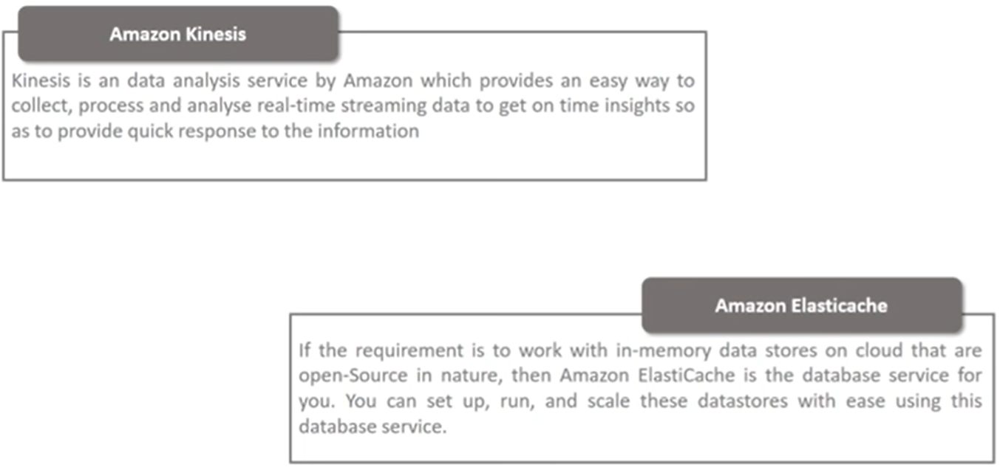 Amazon Kinesis
Kinesis is an data analysis service by Amazon which provides an easy way to
collect, process and analyse real-time streaming data to get on time insights so
as to provide quick response to the information
Amazon Elasticache
If the requirement is to work with in-memory data stores on cloud that are
open-Source in nature, then Amazon ElastiCache is the database service for
you. You can set up, run, and scale these datastores with ease using this
database service.